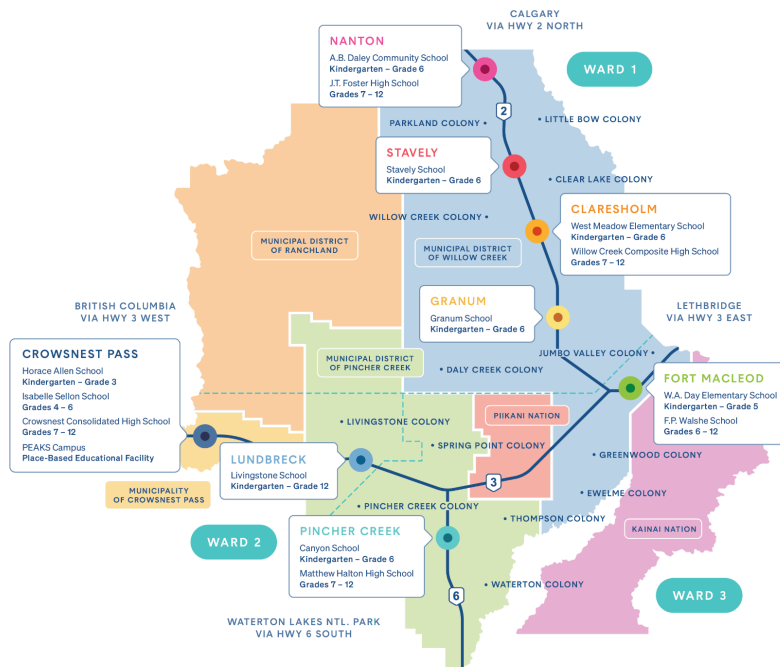 CALGARY
VIA HWY 2 NORTH
NANTON
A.B. Daley Community School
Kindergarten – Grade 6
J.T. Foster High School
Grades 7 – 12
WARD 1
2
PARKLAND COLONY
LITTLE BOW COLONY
STAVELY
Stavely School
Kindergarten – Grade 6
CLEAR LAKE COLONY
CLARESHOLM
West Meadow Elementary School
Kindergarten – Grade 6
Willow Creek Composite High School
Grades 7 – 12
WILLOW CREEK COLONY
MUNICIPAL DISTRICT
OF RANCHLAND
MUNICIPAL DISTRICT
OF WILLOW CREEK
GRANUM
Granum School
Kindergarten – Grade 6
BRITISH COLUMBIA
VIA HWY 3 WEST
LETHBRIDGE
VIA HWY 3 EAST
CROWSNEST PASS
Horace Allen School
Kindergarten – Grade 3
Isabelle Sellon School
Grades 4 – 6
Crowsnest Consolidated High School
Grades 7 – 12
PEAKS Campus
Place-Based Educational Facility
MUNICIPAL DISTRICT
OF PINCHER CREEK
JUMBO VALLEY COLONY
DALY CREEK COLONY
FORT MACLEOD
W.A. Day Elementary School
Kindergarten – Grade 5
F.P. Walshe School
Grades 6 – 12
PIIKANI NATION
LIVINGSTONE COLONY
SPRING POINT COLONY
LUNDBRECK
Livingstone School
Kindergarten – Grade 12
GREENWOOD COLONY
3
MUNICIPALITY
OF CROWSNEST PASS
EWELME COLONY
PINCHER CREEK COLONY
THOMPSON COLONY
KAINAI NATION
WARD 2
PINCHER CREEK
Canyon School
Kindergarten – Grade 6
Matthew Halton High School
Grades 7 – 12
WATERTON COLONY
WARD 3
6
WATERTON LAKES NTL. PARK
VIA HWY 6 SOUTH